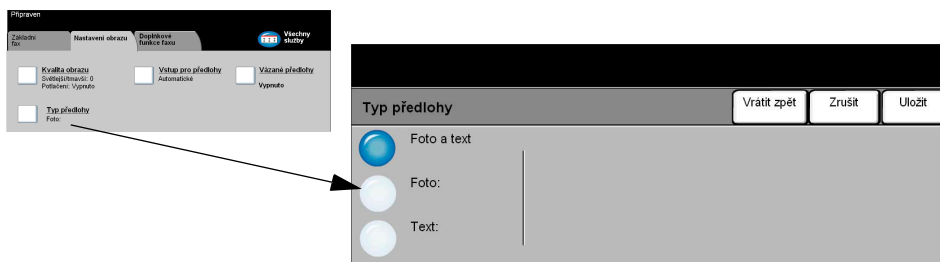 Připraven
Základní fax
Nastavení obrazu
Doplňkové funkce faxu
Všechny služby
Kvalita obrazu
Světlejší/tmavší: 0
Potlačení: Vypnuto
Vstup pro předlohy
Automatické
Vázané předlohy
Vypnuto
Typ předlohy
Foto:
Typ předlohy
Vrátit zpět
Zrušit
Uložit
Foto a text
Foto:
Text: